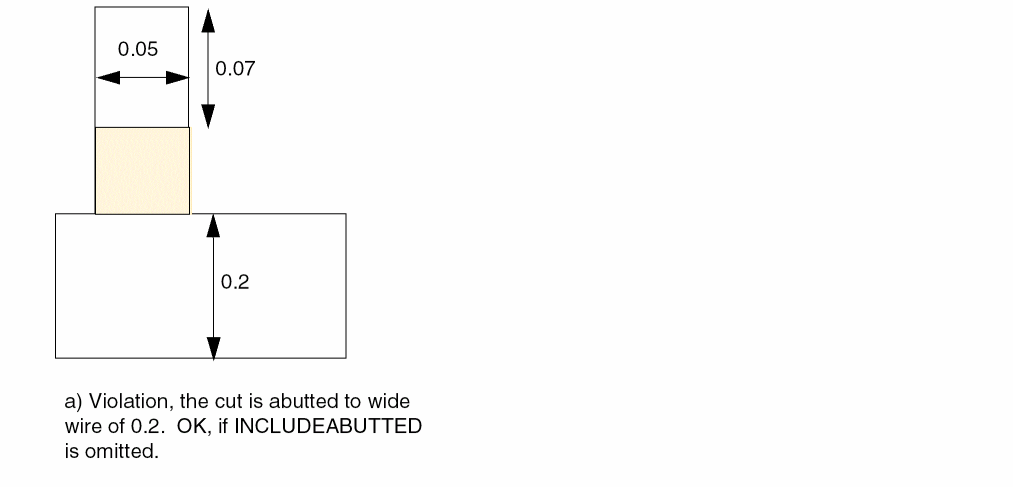 0.05
0.07
0.2
a) Violation, the cut is abutted to wide
wire of 0.2.  OK, if INCLUDEABUTTED
is omitted.